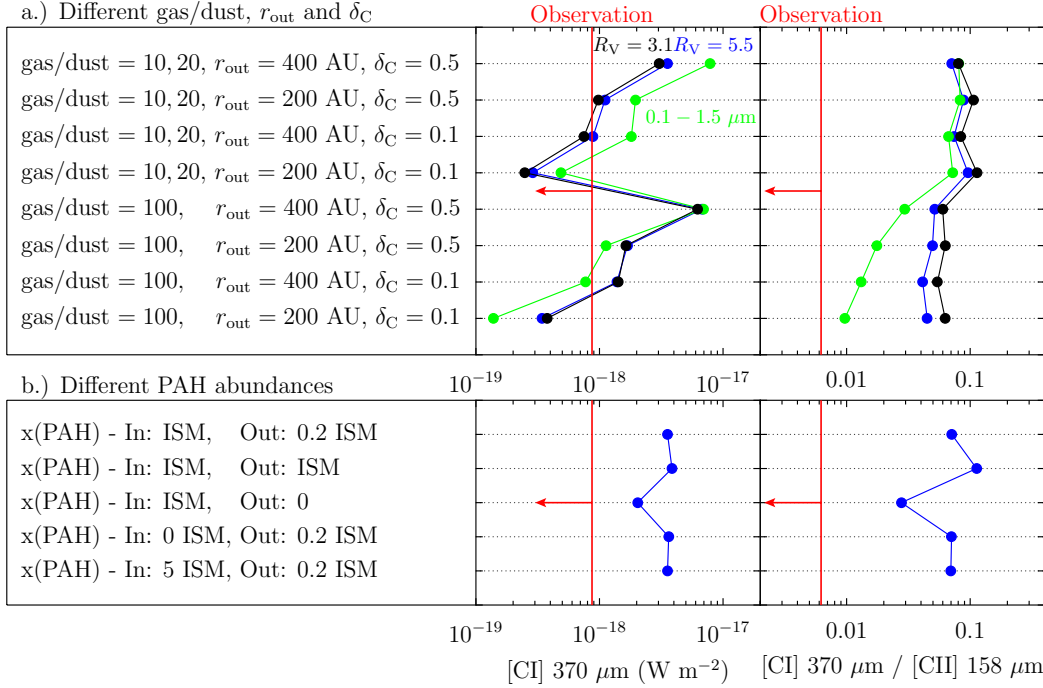 a.) Different gas/dust, r_out and δ_C
Observation
Observation
R_V = 3.1 R_V = 5.5
0.1 − 1.5 μm
gas/dust = 10, 20, r_out = 400 AU, δ_C = 0.5
gas/dust = 10, 20, r_out = 200 AU, δ_C = 0.5
gas/dust = 10, 20, r_out = 400 AU, δ_C = 0.1
gas/dust = 10, 20, r_out = 200 AU, δ_C = 0.1
gas/dust = 100, r_out = 400 AU, δ_C = 0.5
gas/dust = 100, r_out = 200 AU, δ_C = 0.5
gas/dust = 100, r_out = 400 AU, δ_C = 0.1
gas/dust = 100, r_out = 200 AU, δ_C = 0.1
10^−19 10^−18 10^−17 0.01 0.1
b.) Different PAH abundances
x(PAH) - In: ISM, Out: 0.2 ISM
x(PAH) - In: ISM, Out: ISM
x(PAH) - In: ISM, Out: 0
x(PAH) - In: 0 ISM, Out: 0.2 ISM
x(PAH) - In: 5 ISM, Out: 0.2 ISM
10^−19 10^−18 10^−17 0.01 0.1
[CI] 370 μm (W m^−2)
[CI] 370 μm / [CII] 158 μm